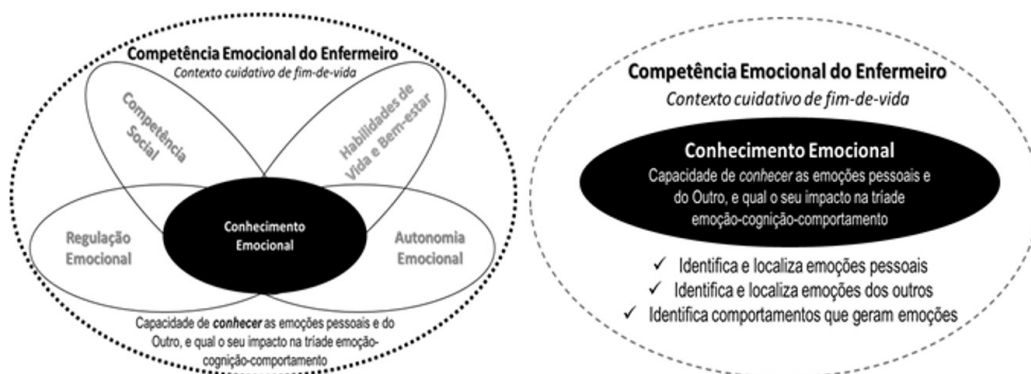 Competência Emocional do Enfermeiro
Contexto cuidativo de fim-de-vida
Competência
Social
Habilidades de
Vida e Bem-estar
Conhecimento
Emocional
Regulação
Emocional
Autonomia
Emocional
Capacidade de conhecer as emoções pessoais e do
Outro, e qual o seu impacto na tríade emoção-
cognição-comportamento
Competência Emocional do Enfermeiro
Contexto cuidativo de fim-de-vida
Conhecimento Emocional
Capacidade de conhecer as emoções pessoais e
do Outro, e qual o seu impacto na tríade
emoção-cognição-comportamento
✓ Identifica e localiza emoções pessoais
✓ Identifica e localiza emoções dos outros
✓ Identifica comportamentos que geram emoções